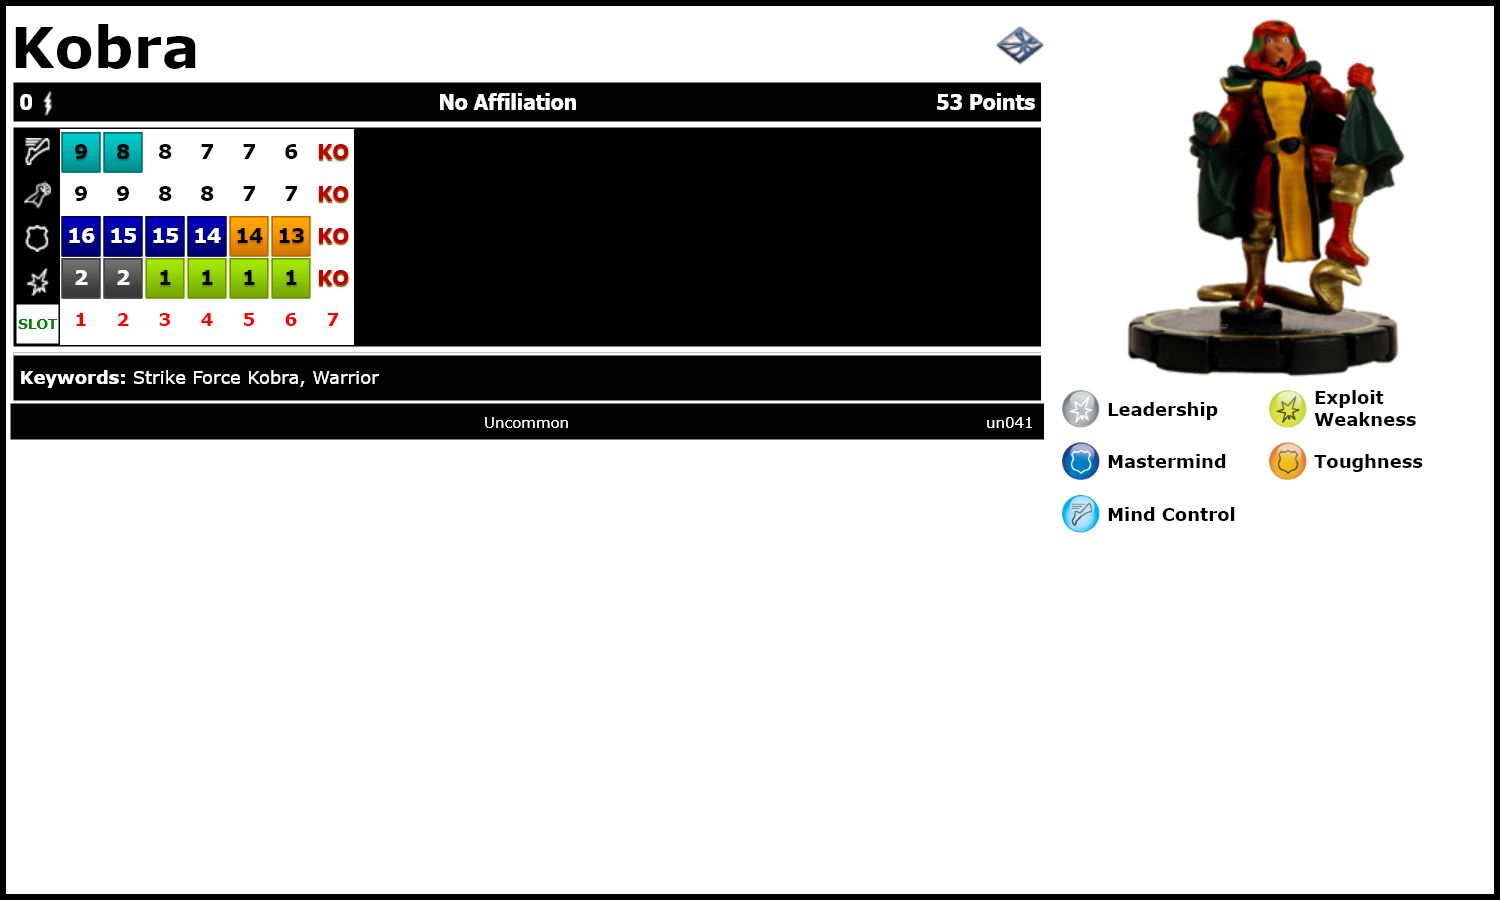 Kobra
0 No Affiliation 53 Points
9 8 8 7 7 6 KO
9 9 8 8 7 7 KO
16 15 15 14 14 13 KO
2 2 1 1 1 1 KO
SLOT 1 2 3 4 5 6 7
Keywords: Strike Force Kobra, Warrior
Uncommon un041
Leadership
Exploit
Weakness
Mastermind
Toughness
Mind Control